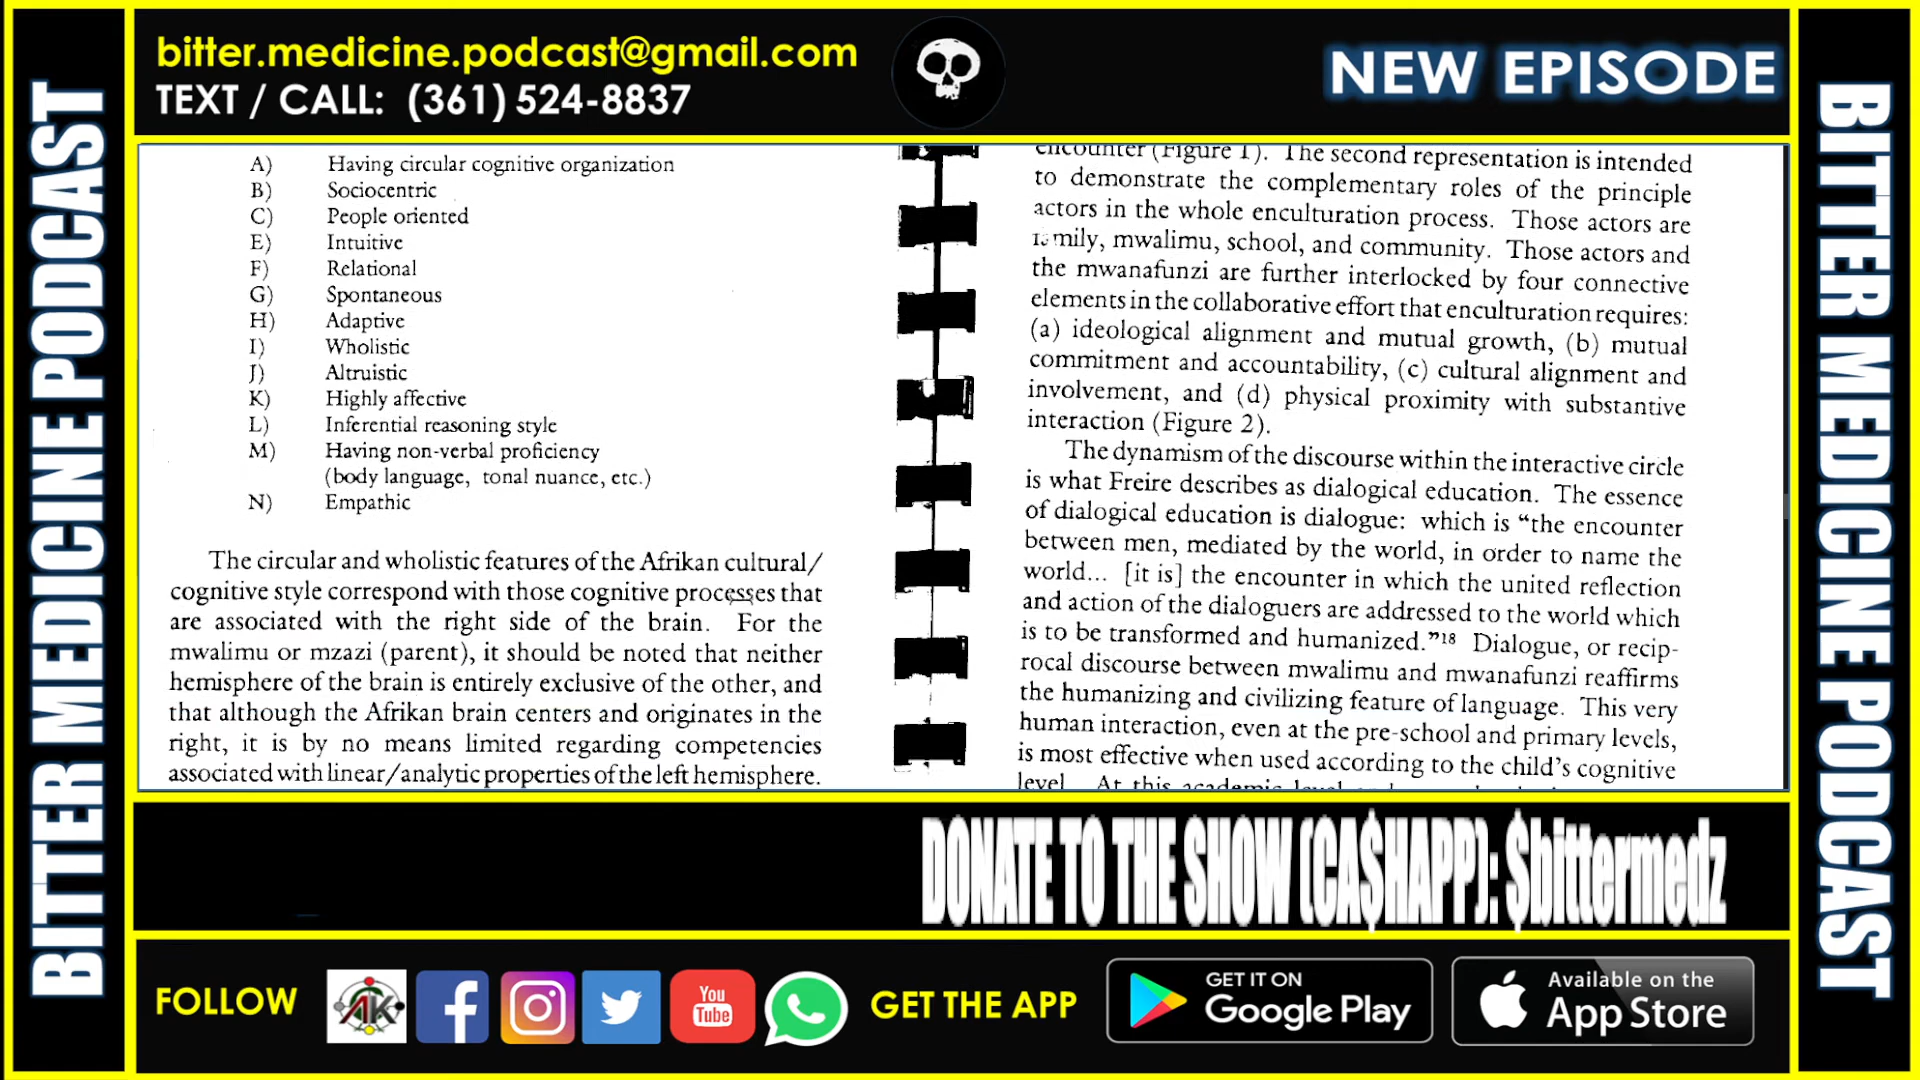 BITTER MEDICINE PODCAST
bitter.medicine.podcast@gmail.com
TEXT / CALL: (361) 524-8837
NEW EPISODE
A) Having circular cognitive organization
B) Sociocentric
C) People oriented
E) Intuitive
F) Relational
G) Spontaneous
H) Adaptive
I) Wholistic
J) Altruistic
K) Highly affective
L) Inferential reasoning style
M) Having non-verbal proficiency
(body language, tonal nuance, etc.)
N) Empathic
The circular and wholistic features of the Afrikan cultural/
cognitive style correspond with those cognitive processes that
are associated with the right side of the brain. For the
mwalimu or mzazi (parent), it should be noted that neither
hemisphere of the brain is entirely exclusive of the other, and
that although the Afrikan brain centers and originates in the
right, it is by no means limited regarding competencies
associated with linear/analytic properties of the left hemisphere.
encounter (Figure 1). The second representation is intended
to demonstrate the complementary roles of the principle
actors in the whole enculturation process. Those actors are
family, mwalimu, school, and community. Those actors and
the mwanafunzi are further interlocked by four connective
elements in the collaborative effort that enculturation requires:
(a) ideological alignment and mutual growth, (b) mutual
commitment and accountability, (c) cultural alignment and
involvement, and (d) physical proximity with substantive
interaction (Figure 2).
The dynamism of the discourse within the interactive circle
is what Freire describes as dialogical education. The essence
of dialogical education is dialogue: which is "the encounter
between men, mediated by the world, in order to name the
world... [it is] the encounter in which the united reflection
and action of the dialoguers are addressed to the world which
is to be transformed and humanized."18 Dialogue, or recip-
rocal discourse between mwalimu and mwanafunzi reaffirms
the humanizing and civilizing feature of language. This very
human interaction, even at the pre-school and primary levels,
is most effective when used according to the child's cognitive
level. At this academic level
DONATE TO THE SHOW (CA$HAPP): $bittermedz
FOLLOW
AK
You
Tube
GET THE APP
GET IT ON
Google Play
Available on the
App Store
BITTER MEDICINE PODCAST